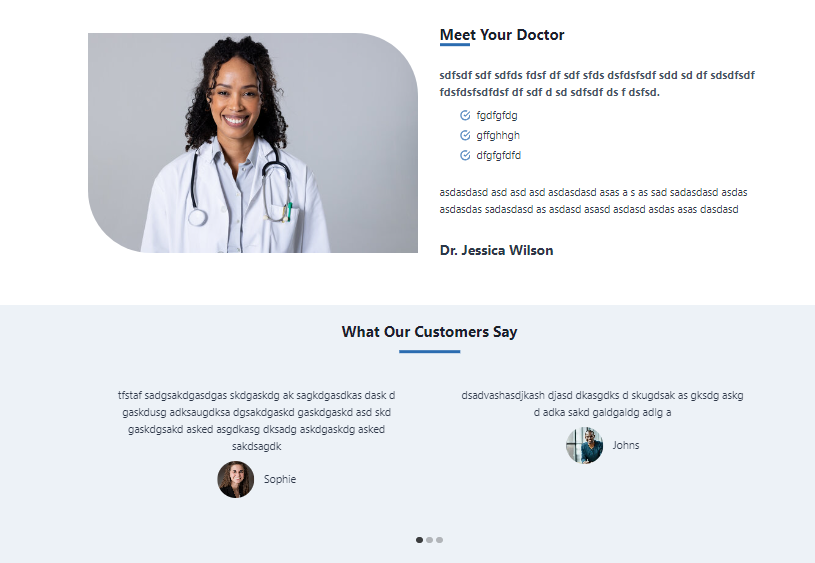 Meet Your Doctor
sdfsdf sdf sdfds fdsf df sdf sfds dsfdsfsdf sdd sd df sdsdfsdf
fdsfdsfsdfdsf df sdf d sd sdfsdf ds f dsfsd.
fgdfgfdg
gffghhgh
dfgfgfdfd
asdasdasd asd asd asd asdasdasd asas a s as sad sadasdasd asdas
asdasdas sadasdasd as asdasd asasd asdasd asdas asas dasdasd
Dr. Jessica Wilson
What Our Customers Say
tfstaf sadgsakdgasdgas skdgaskdg ak sagkdgasdkas dask d
gaskdusg adksaugdksa dgsakdgaskd gaskdgaskd asd skd
gaskdgsakd asked asgdkasg dksadg askdgaskdg asked
sakdsagdk
Sophie
dsadvashasdjkash djasd dkasgdks d skugdsak as gksdg askg
d adka sakd galdgaldg adlg a
Johns